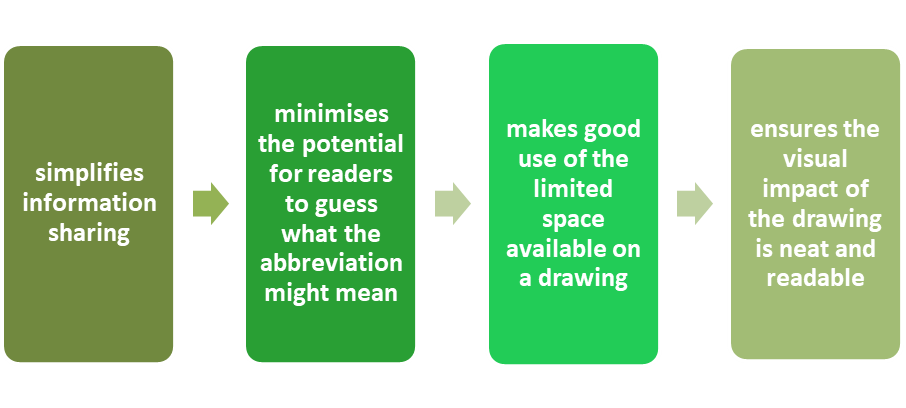 simplifies
information
sharing
minimises
the potential
for readers
to guess
what the
abbreviation
might mean
makes good
use of the
limited
space
available on
a drawing
ensures the
visual
impact of
the drawing
is neat and
readable